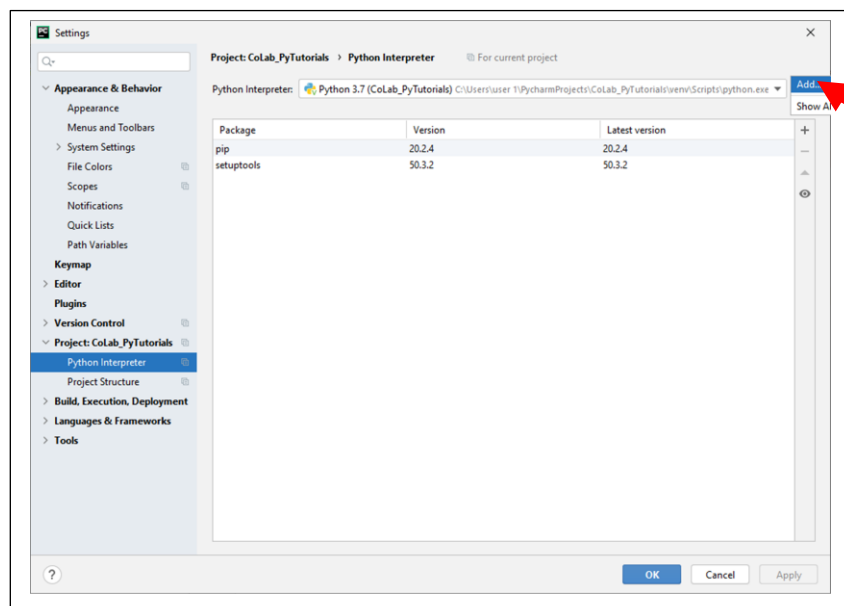 PC Settings
Project: CoLab_PyTutorials > Python Interpreter For current project
Python Interpreter: Python 3.7 (CoLab_PyTutorials) C:\Users\user 1\PycharmProjects\CoLab_PyTutorials\venv\Scripts\python.exe
Add...
Show Al
Appearance & Behavior
Appearance
Menus and Toolbars
System Settings
File Colors
Scopes
Notifications
Quick Lists
Path Variables
Keymap
Editor
Plugins
Version Control
Project: CoLab_PyTutorials
Python Interpreter
Project Structure
Build, Execution, Deployment
Languages & Frameworks
Tools
Package Version Latest version
pip 20.2.4 20.2.4
setuptools 50.3.2 50.3.2
? OK Cancel Apply